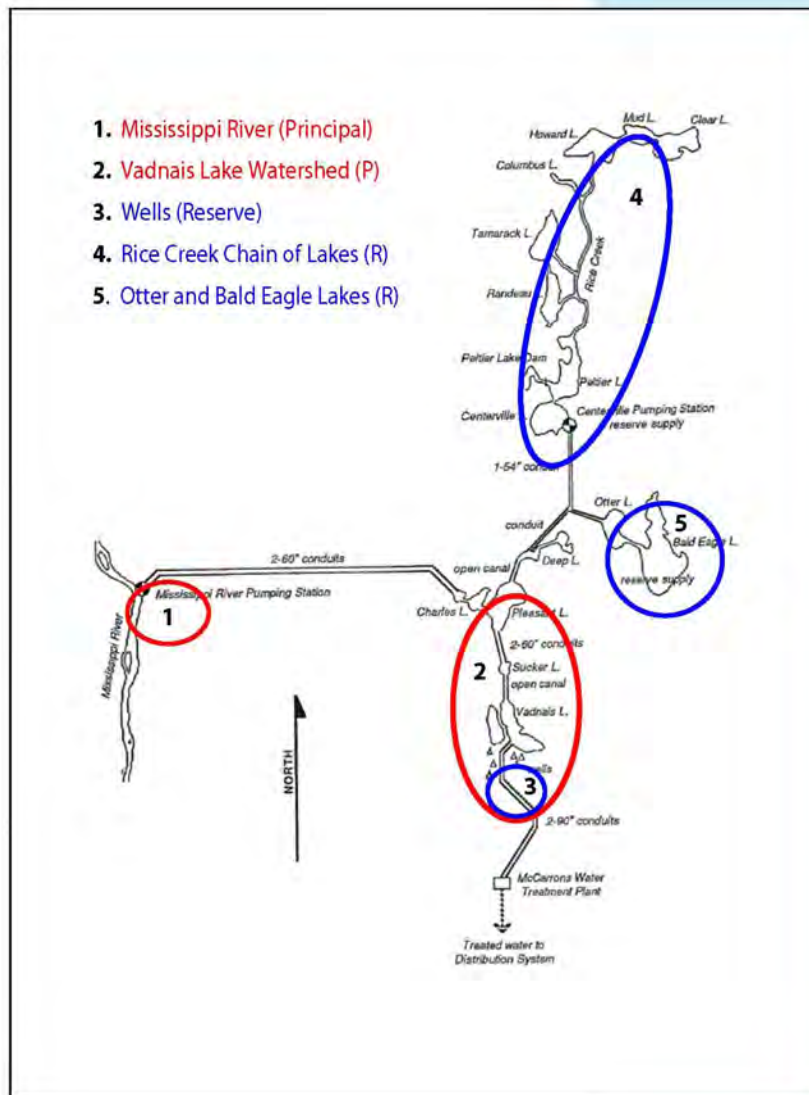 1. Mississippi River (Principal)
2. Vadnais Lake Watershed (P)
3. Wells (Reserve)
4. Rice Creek Chain of Lakes (R)
5. Otter and Bald Eagle Lakes (R)
Mud L.
Clear L.
Howard L.
Columbus L.
4
Tamarack L.
Rice Creek
Randeau
Peltier Lake Dam
Peltier L.
Centerville
Centerville Pumping Station
reserve supply
1-54" conduit
Otter L.
5
conduit
Bald Eagle L.
2-60" conduits
open canal
Deep L.
reserve supply
Mississippi River Pumping Station
1
Charles L.
Pleasant L.
Mississippi River
2-60" conduits
2
Sucker L.
open canal
Vadnais L.
NORTH
wells
3
2-90" conduits
McCarrons Water
Treatment Plant
Treated water to
Distribution System